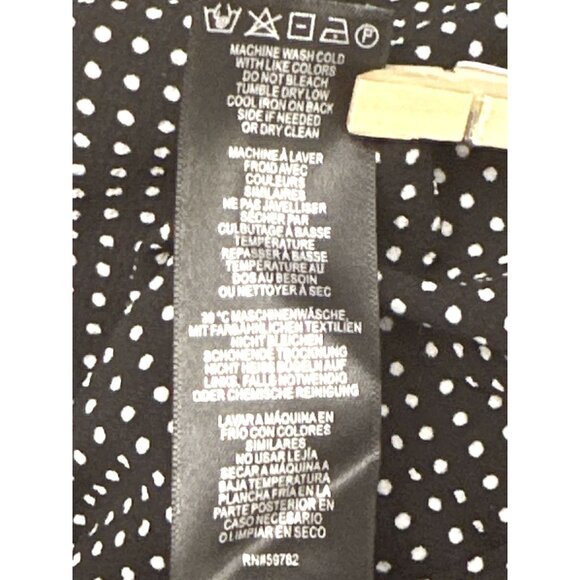 P
MACHINE WASH COLD
WITH LIKE COLORS
DO NOT BLEACH
TUMBLE DRY LOW
COOL IRON ON BACK
SIDE IF NEEDED
OR DRY CLEAN
MACHINE À LAVER
FROID AVEC
COULEURS
SIMILAIRES
NE PAS JAVELLISER
SÉCHER PAR
CULBUTAGE À BASSE
TEMPÉRATURE
REPASSER À BASSE
TEMPÉRATURE AU
DOS AU BESOIN
OU NETTOYER À SEC
30 °C MASCHINENWÄSCHE,
MIT FARBÄHNLICHEN TEXTILIEN
NICHT BLEICHEN
SCHONENDE TROCKNUNG
NICHT BÜGELN AUF
LINKS, FALLS NOTWENDIG
ODER CHEMISCHE REINIGUNG
LAVAR A MÁQUINA EN
FRÍO CON COLORES
SIMILARES
NO USAR LEJÍA
SECAR A MÁQUINA A
BAJA TEMPERATURA
PLANCHA FRÍA EN LA
PARTE POSTERIOR EN
CASO NECESARIO
O LIMPIAR EN SECO
RN#59762